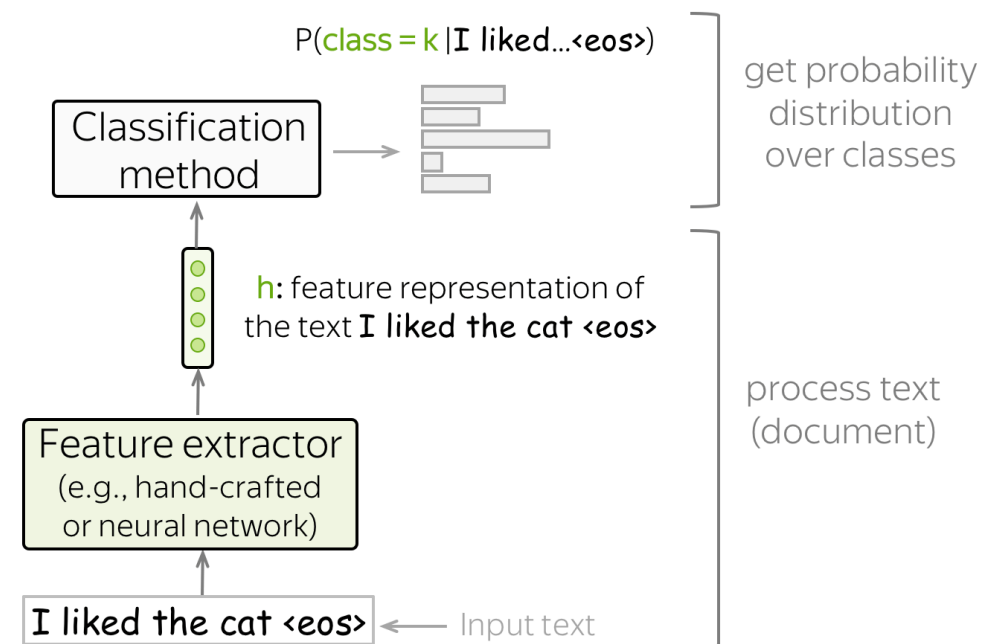 P(class = k |I liked...<eos>)
get probability
distribution
over classes
Classification
method
h: feature representation of
the text I liked the cat <eos>
process text
(document)
Feature extractor
(e.g., hand-crafted
or neural network)
I liked the cat <eos>
Input text